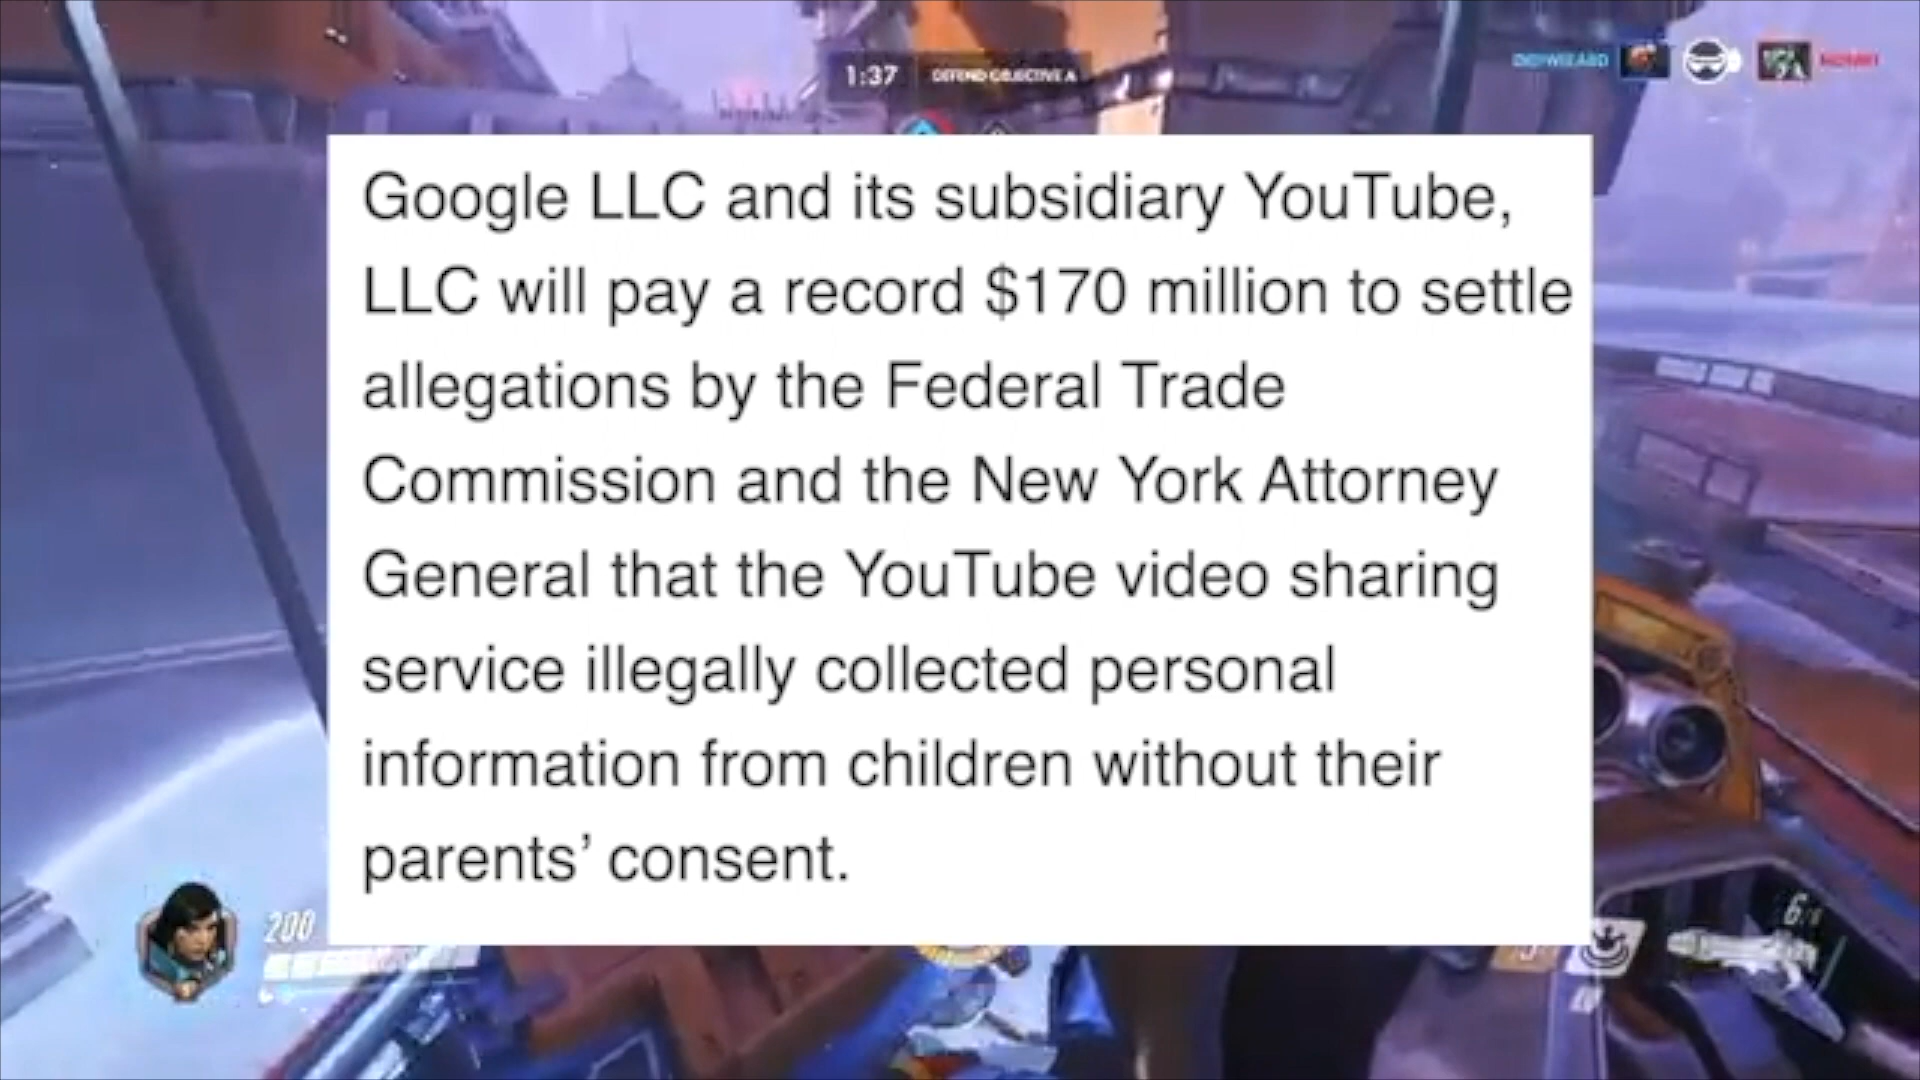 1:37 DEFEND OBJECTIVE A
Google LLC and its subsidiary YouTube,
LLC will pay a record $170 million to settle
allegations by the Federal Trade
Commission and the New York Attorney
General that the YouTube video sharing
service illegally collected personal
information from children without their
parents’ consent.
200